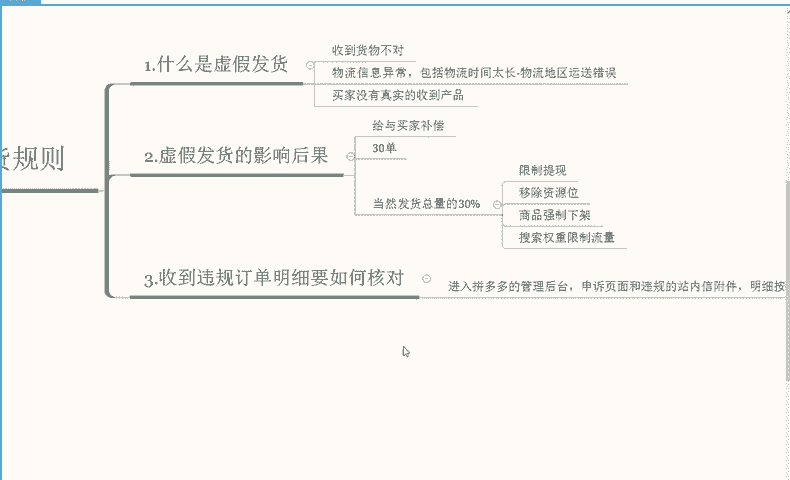 货规则
1.什么是虚假发货
收到货物不对
物流信息异常，包括物流时间太长-物流地区运送错误
买家没有真实的收到产品
2.虚假发货的影响后果
给与买家补偿
30单
当然发货总量的30%
限制提现
移除资源位
商品强制下架
搜索权重限制流量
3.收到违规订单明细要如何核对
进入拼多多的管理后台，申诉页面和违规的站内信附件，明细按